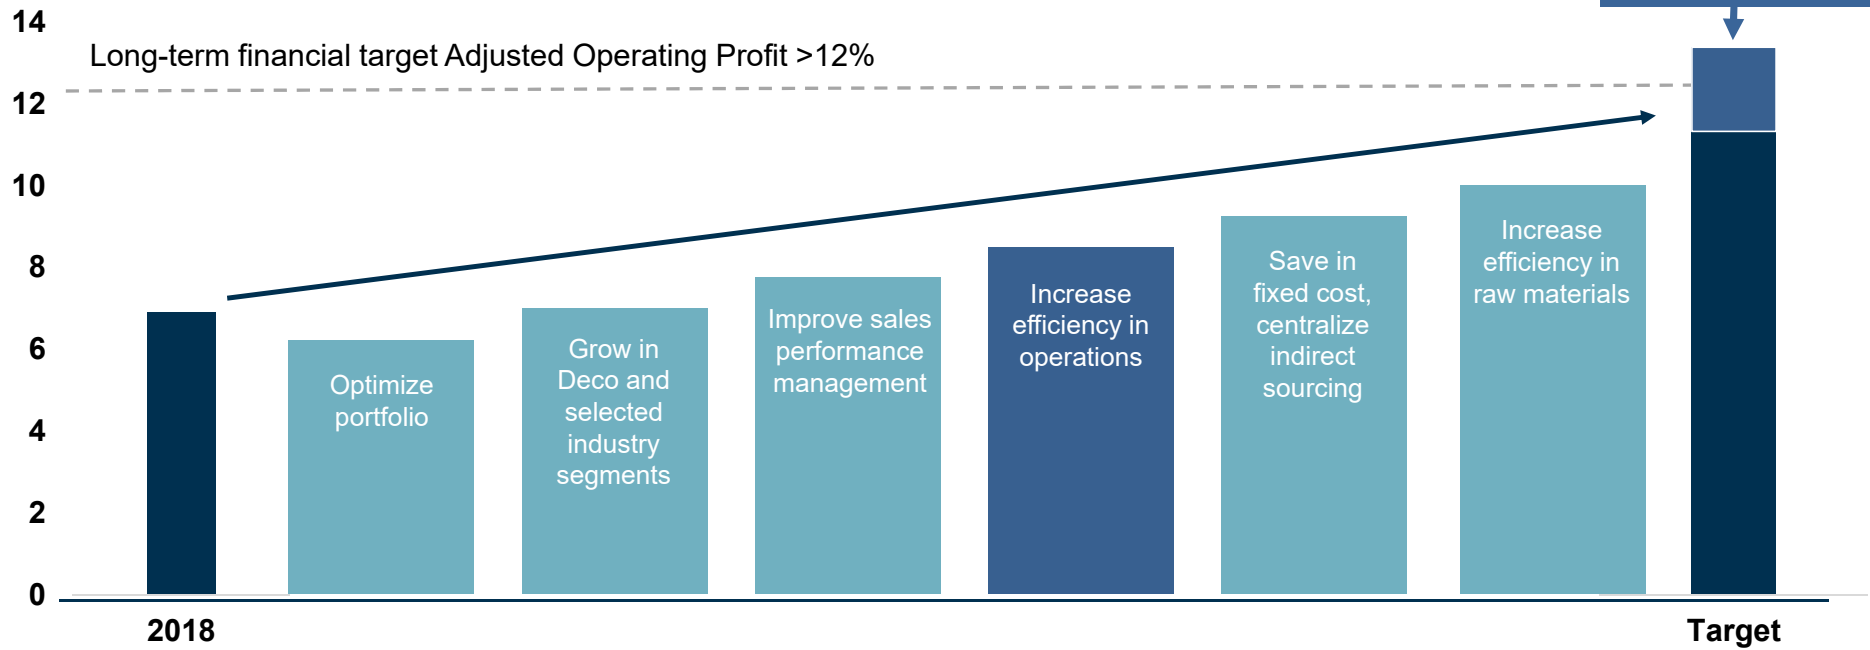 14
Long-term financial target Adjusted Operating Profit >12%
12
10
8
6
4
2
0
Optimize
portfolio
Grow in
Deco and
selected
industry
segments
Improve sales
performance
management
Increase
efficiency in
operations
Save in
fixed cost,
centralize
indirect
sourcing
Increase
efficiency in
raw materials
2018
Target